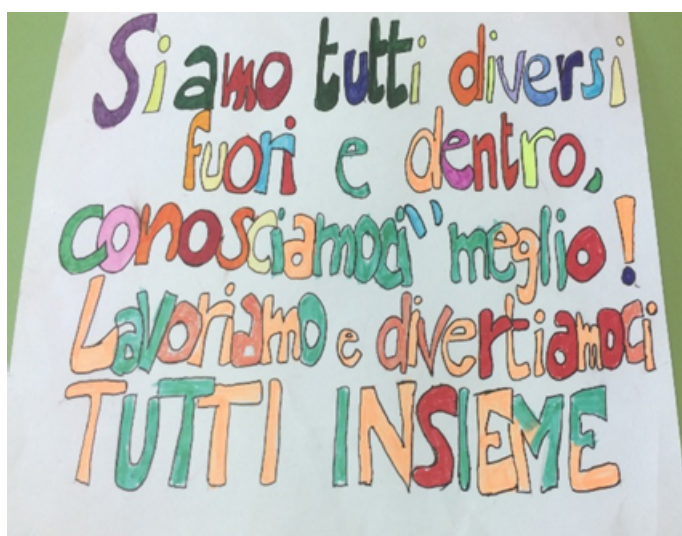 Siamo tutti diversi
fuori e dentro,
conosciamoci" meglio!
Lavoriamo e divertiamoci
TUTTI INSIEME